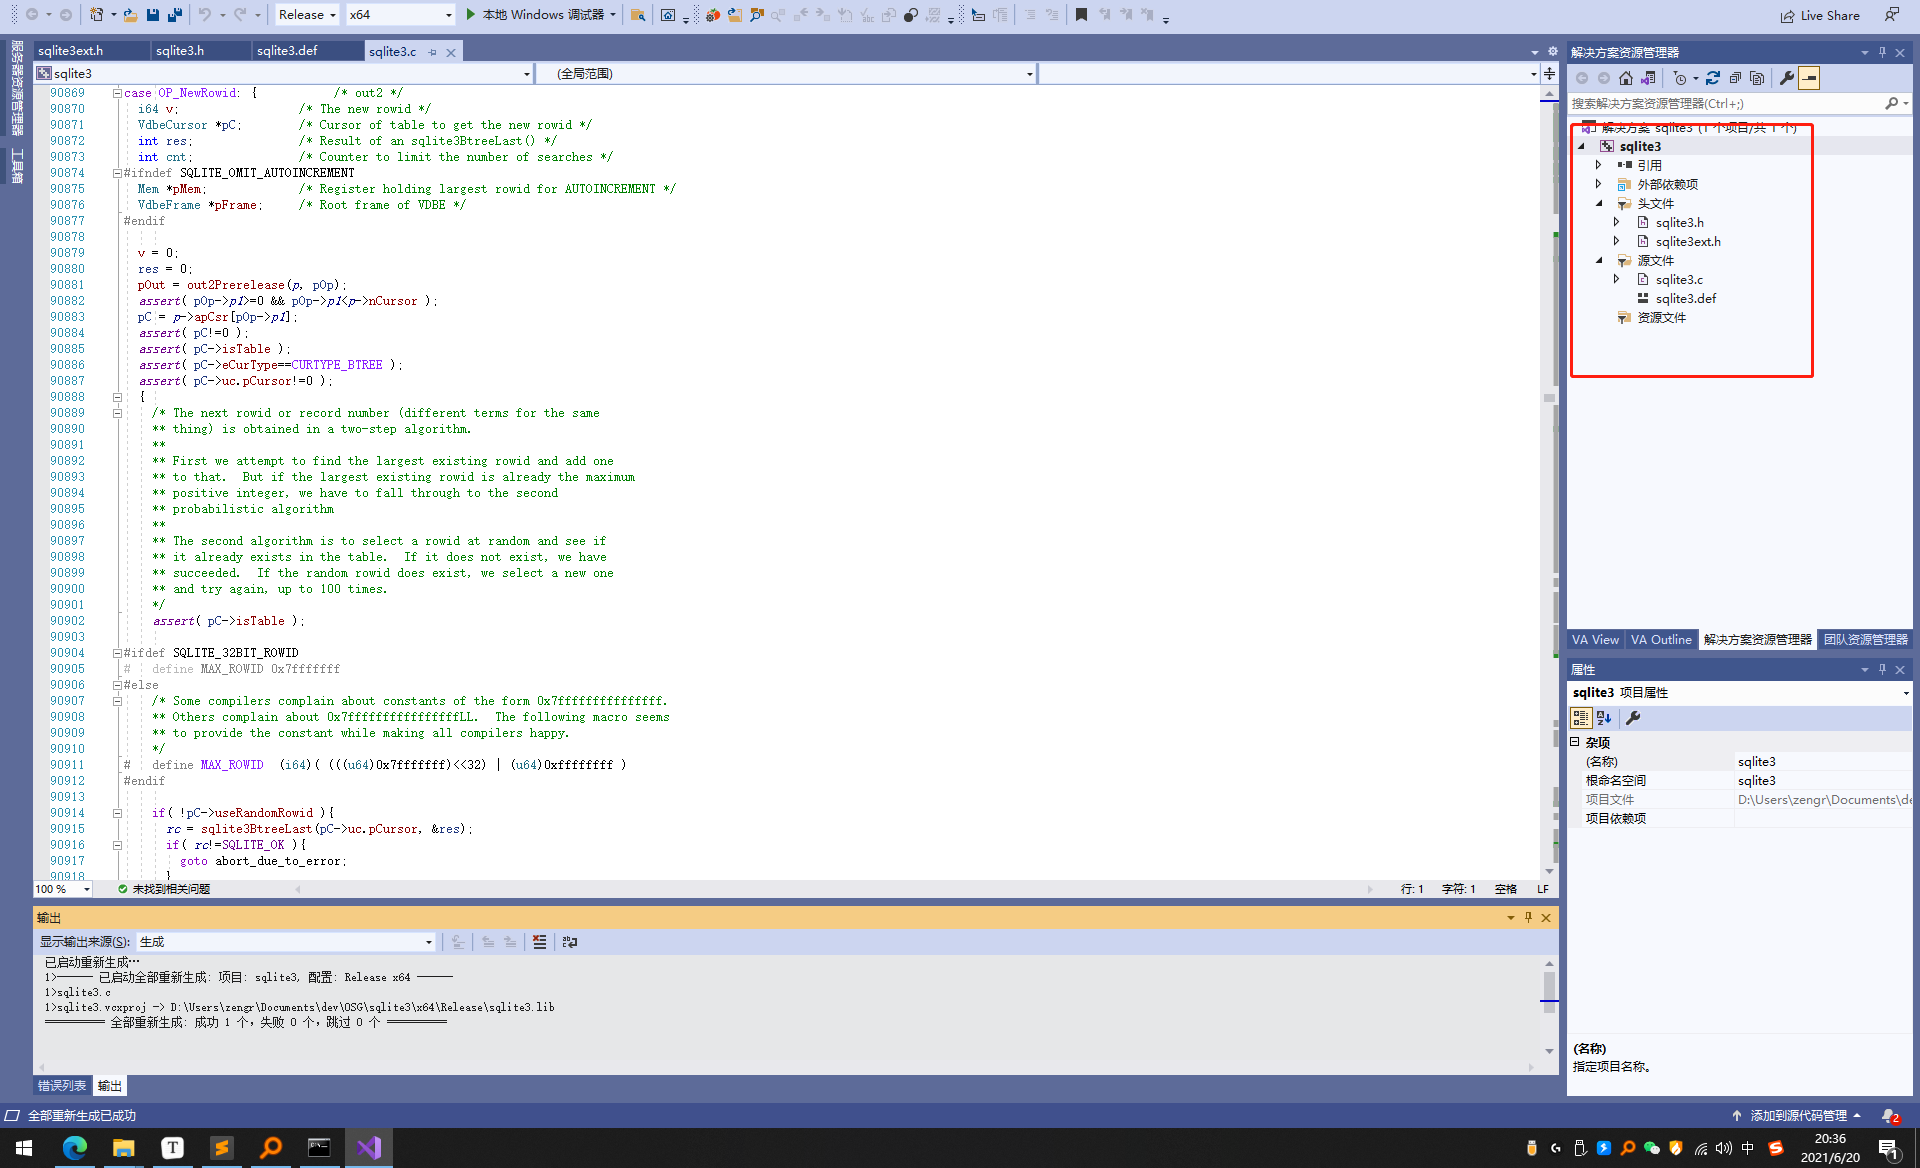 Release
x64
本地 Windows 调试器
Live Share
服务器资源管理器
工具箱
sqlite3ext.h
sqlite3.h
sqlite3.def
sqlite3.c
sqlite3
(全局范围)
90869 case OP_NewRowid: { /* out2 */
90870 i64 v; /* The new rowid */
90871 VdbeCursor *pC; /* Cursor of table to get the new rowid */
90872 int res; /* Result of an sqlite3BtreeLast() */
90873 int cnt; /* Counter to limit the number of searches */
90874 #ifndef SQLITE_OMIT_AUTOINCREMENT
90875 Mem *pMem; /* Register holding largest rowid for AUTOINCREMENT */
90876 VdbeFrame *pFrame; /* Root frame of VDBE */
90877 #endif
90878
90879 v = 0;
90880 res = 0;
90881 pOut = out2Prerelease(p, pOp);
90882 assert( pOp->p1>=0 && pOp->p1<p->nCursor );
90883 pC = p->apCsr[pOp->p1];
90884 assert( pC!=0 );
90885 assert( pC->isTable );
90886 assert( pC->eCurType==CURTYPE_BTREE );
90887 assert( pC->uc.pCursor!=0 );
90888 {
90889 /* The next rowid or record number (different terms for the same
90890 ** thing) is obtained in a two-step algorithm.
90891 **
90892 ** First we attempt to find the largest existing rowid and add one
90893 ** to that.  But if the largest existing rowid is already the maximum
90894 ** positive integer, we have to fall through to the second
90895 ** probabilistic algorithm
90896 **
90897 ** The second algorithm is to select a rowid at random and see if
90898 ** it already exists in the table.  If it does not exist, we have
90899 ** succeeded.  If the random rowid does exist, we select a new one
90900 ** and try again, up to 100 times.
90901 */
90902 assert( pC->isTable );
90903
90904 #ifdef SQLITE_32BIT_ROWID
90905 # define MAX_ROWID 0x7fffffff
90906 #else
90907 /* Some compilers complain about constants of the form 0x7fffffffffffffff.
90908 ** Others complain about 0x7ffffffffffffffffLL.  The following macro seems
90909 ** to provide the constant while making all compilers happy.
90910 */
90911 # define MAX_ROWID (i64)( (((u64)0x7fffffff)<<32) | (u64)0xffffffff )
90912 #endif
90913
90914 if( !pC->useRandomRowid ){
90915 rc = sqlite3BtreeLast(pC->uc.pCursor, &res);
90916 if( rc!=SQLITE_OK ){
90917 goto abort_due_to_error;
90918 }
100 %
未找到相关问题
行: 1
字符: 1
空格
LF
输出
显示输出来源(S): 生成
已启动重新生成…
1>------ 已启动全部重新生成: 项目: sqlite3, 配置: Release x64 ------
1>sqlite3.c
1>sqlite3.vcxproj -> D:\Users\zengr\Documents\dev\OSG\sqlite3\x64\Release\sqlite3.lib
========== 全部重新生成: 成功 1 个，失败 0 个，跳过 0 个 ==========
错误列表
输出
解决方案资源管理器
搜索解决方案资源管理器(Ctrl+;)
解决方案"sqlite3"(1 个项目/共 1 个)
sqlite3
引用
外部依赖项
头文件
sqlite3.h
sqlite3ext.h
源文件
sqlite3.c
sqlite3.def
资源文件
VA View
VA Outline
解决方案资源管理器
团队资源管理器
属性
sqlite3 项目属性
杂项
(名称) sqlite3
根命名空间 sqlite3
项目文件 D:\Users\zengr\Documents\de
项目依赖项
(名称)
指定项目名称。
全部重新生成已成功
添加到源代码管理
2
中
20:36
2021/6/20
1